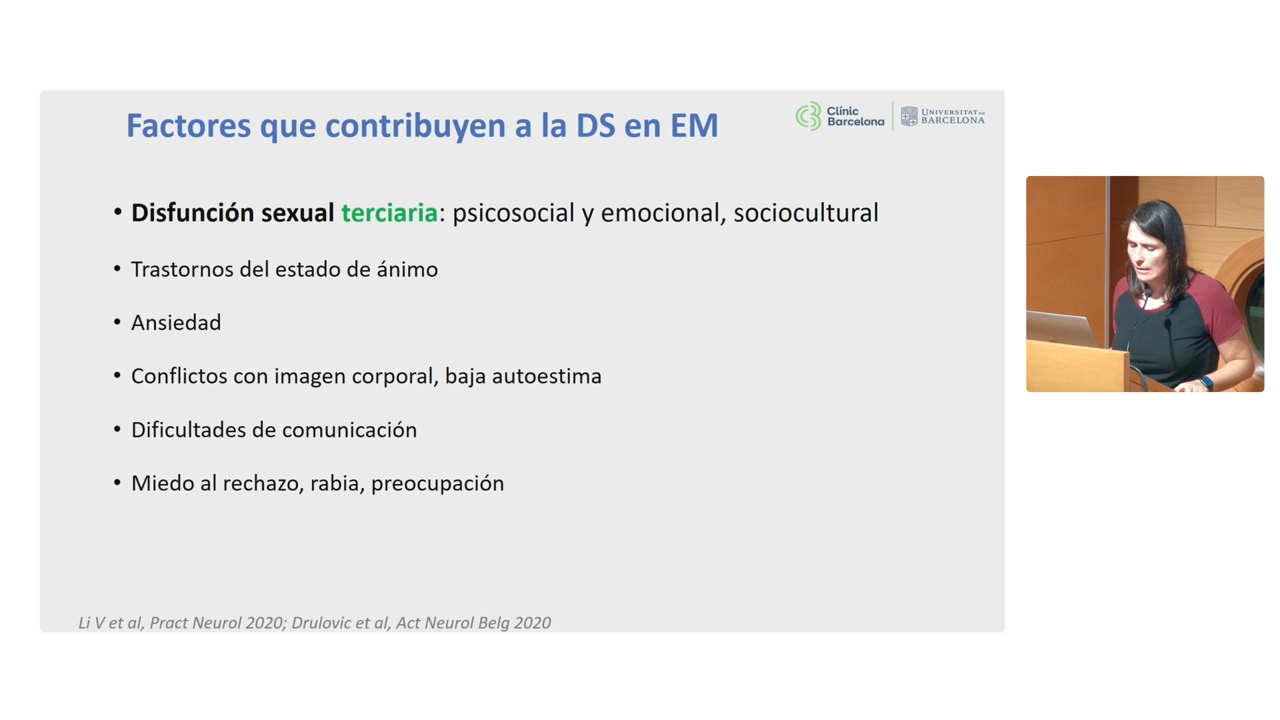 Factores que contribuyen a la DS en EM
Clínic
Barcelona
UNIVERSITAT DE
BARCELONA
• Disfunción sexual terciaria: psicosocial y emocional, sociocultural
• Trastornos del estado de ánimo
• Ansiedad
• Conflictos con imagen corporal, baja autoestima
• Dificultades de comunicación
• Miedo al rechazo, rabia, preocupación
Li V et al, Pract Neurol 2020; Drulovic et al, Act Neurol Belg 2020